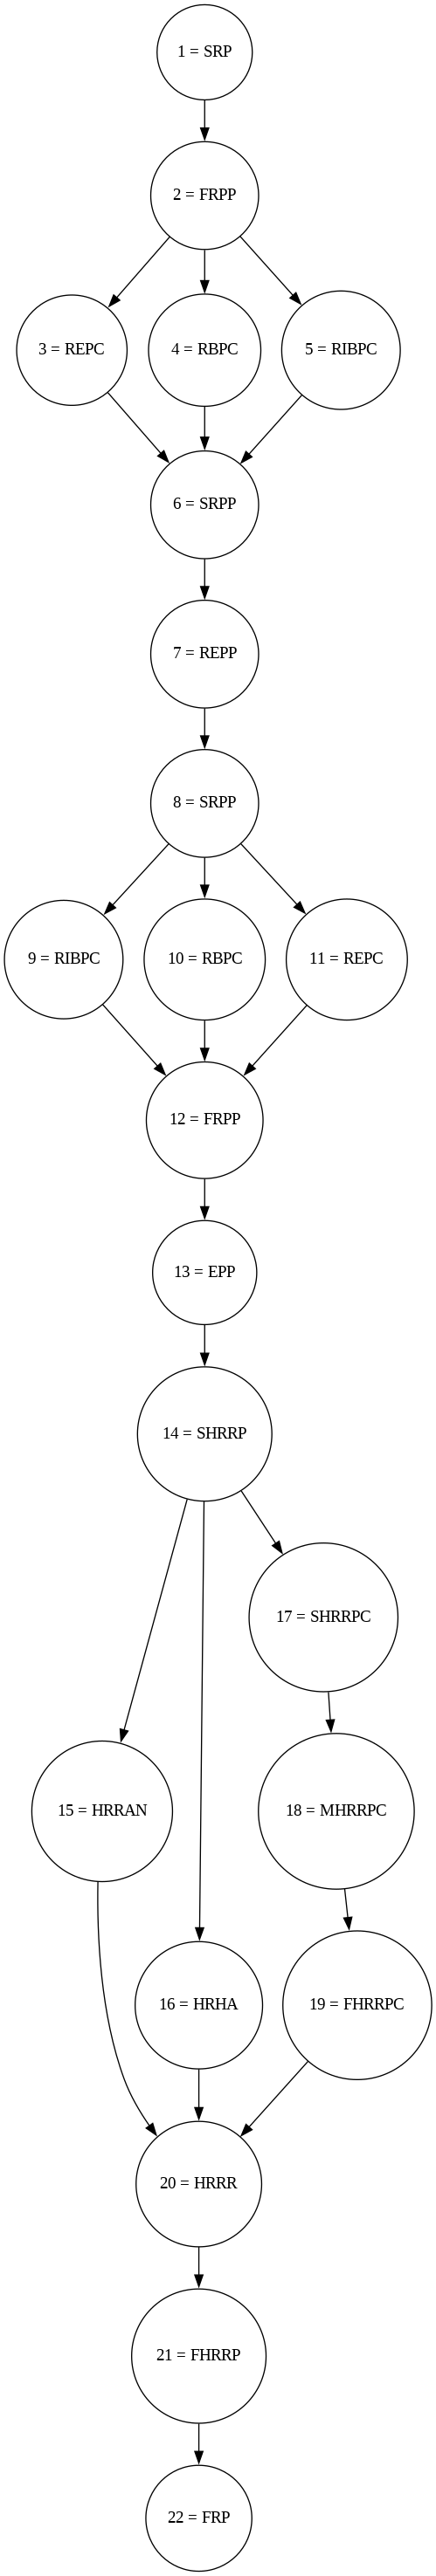 1 = SRP
2 = FRPP
3 = REPC
4 = RBPC
5 = RIBPC
6 = SRPP
7 = REPP
8 = SRPP
9 = RIBPC
10 = RBPC
11 = REPC
12 = FRPP
13 = EPP
14 = SHRRP
17 = SHRRPC
15 = HRRAN
18 = MHRRPC
16 = HRHA
19 = FHRRPC
20 = HRRR
21 = FHRRP
22 = FRP